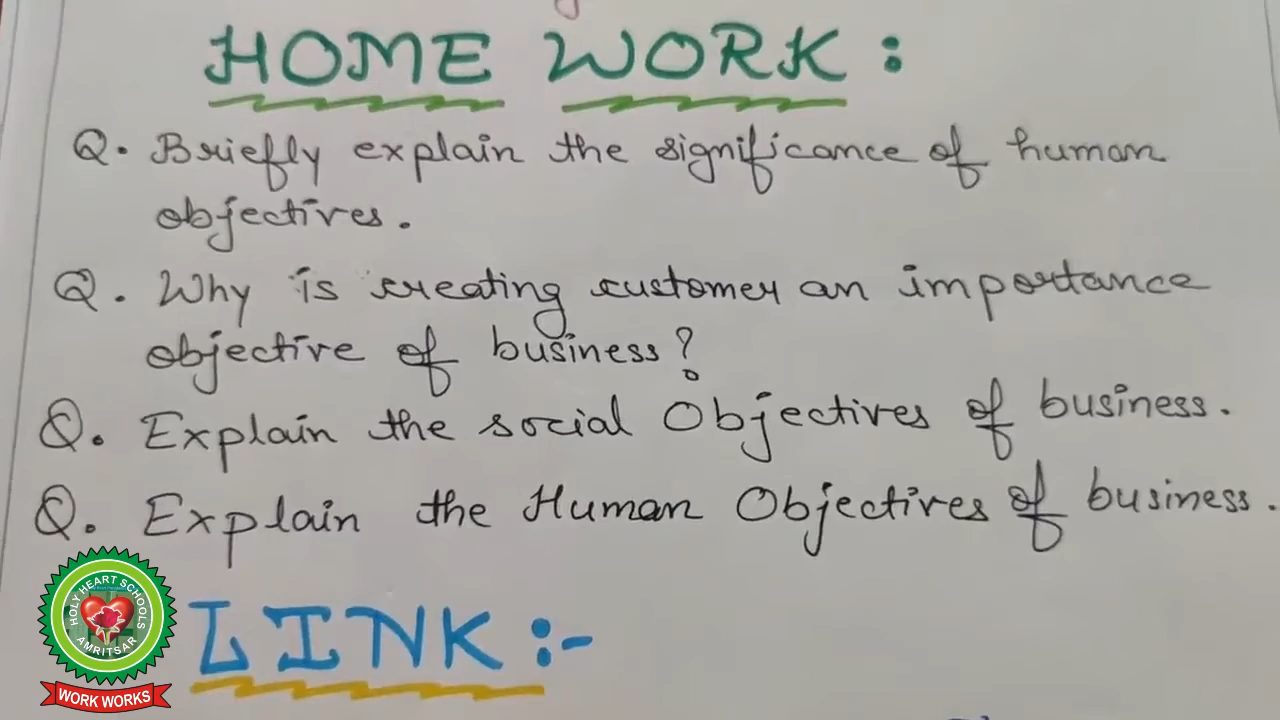 HOME WORK :
Q. Briefly explain the significance of human
objectives.
Q. Why is creating customer an importance
objective of business?
Q. Explain the social Objectives of business.
Q. Explain the Human Objectives of business.
HOLY HEART SCHOOLS
AMRITSAR
WORK WORKS
LINK :-